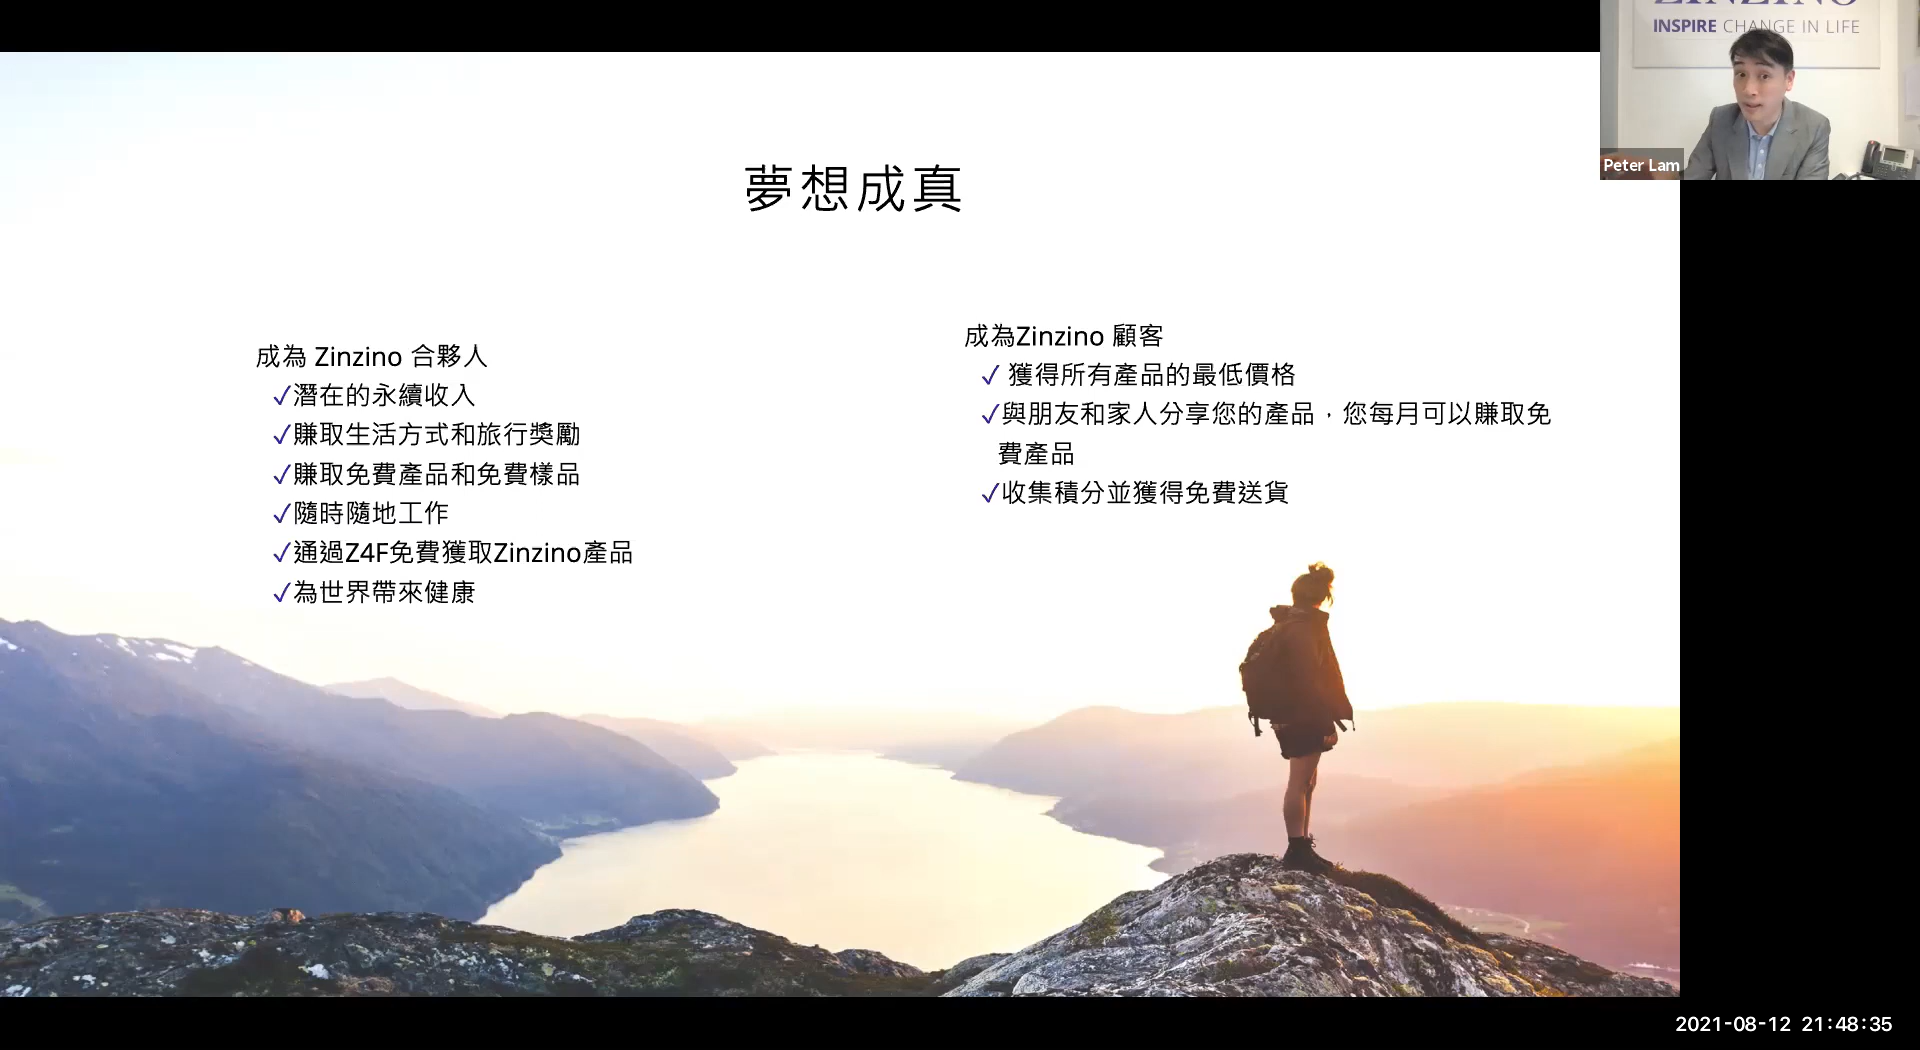 ZINZINO
INSPIRE CHANGE IN LIFE
Peter Lam
夢想成真
成為 Zinzino 合夥人
✓潛在的永續收入
✓賺取生活方式和旅行獎勵
✓賺取免費產品和免費樣品
✓隨時隨地工作
✓通過Z4F免費獲取Zinzino產品
✓為世界帶來健康
成為Zinzino 顧客
✓ 獲得所有產品的最低價格
✓與朋友和家人分享您的產品，您每月可以賺取免
費產品
✓收集積分並獲得免費送貨
2021-08-12 21:48:35